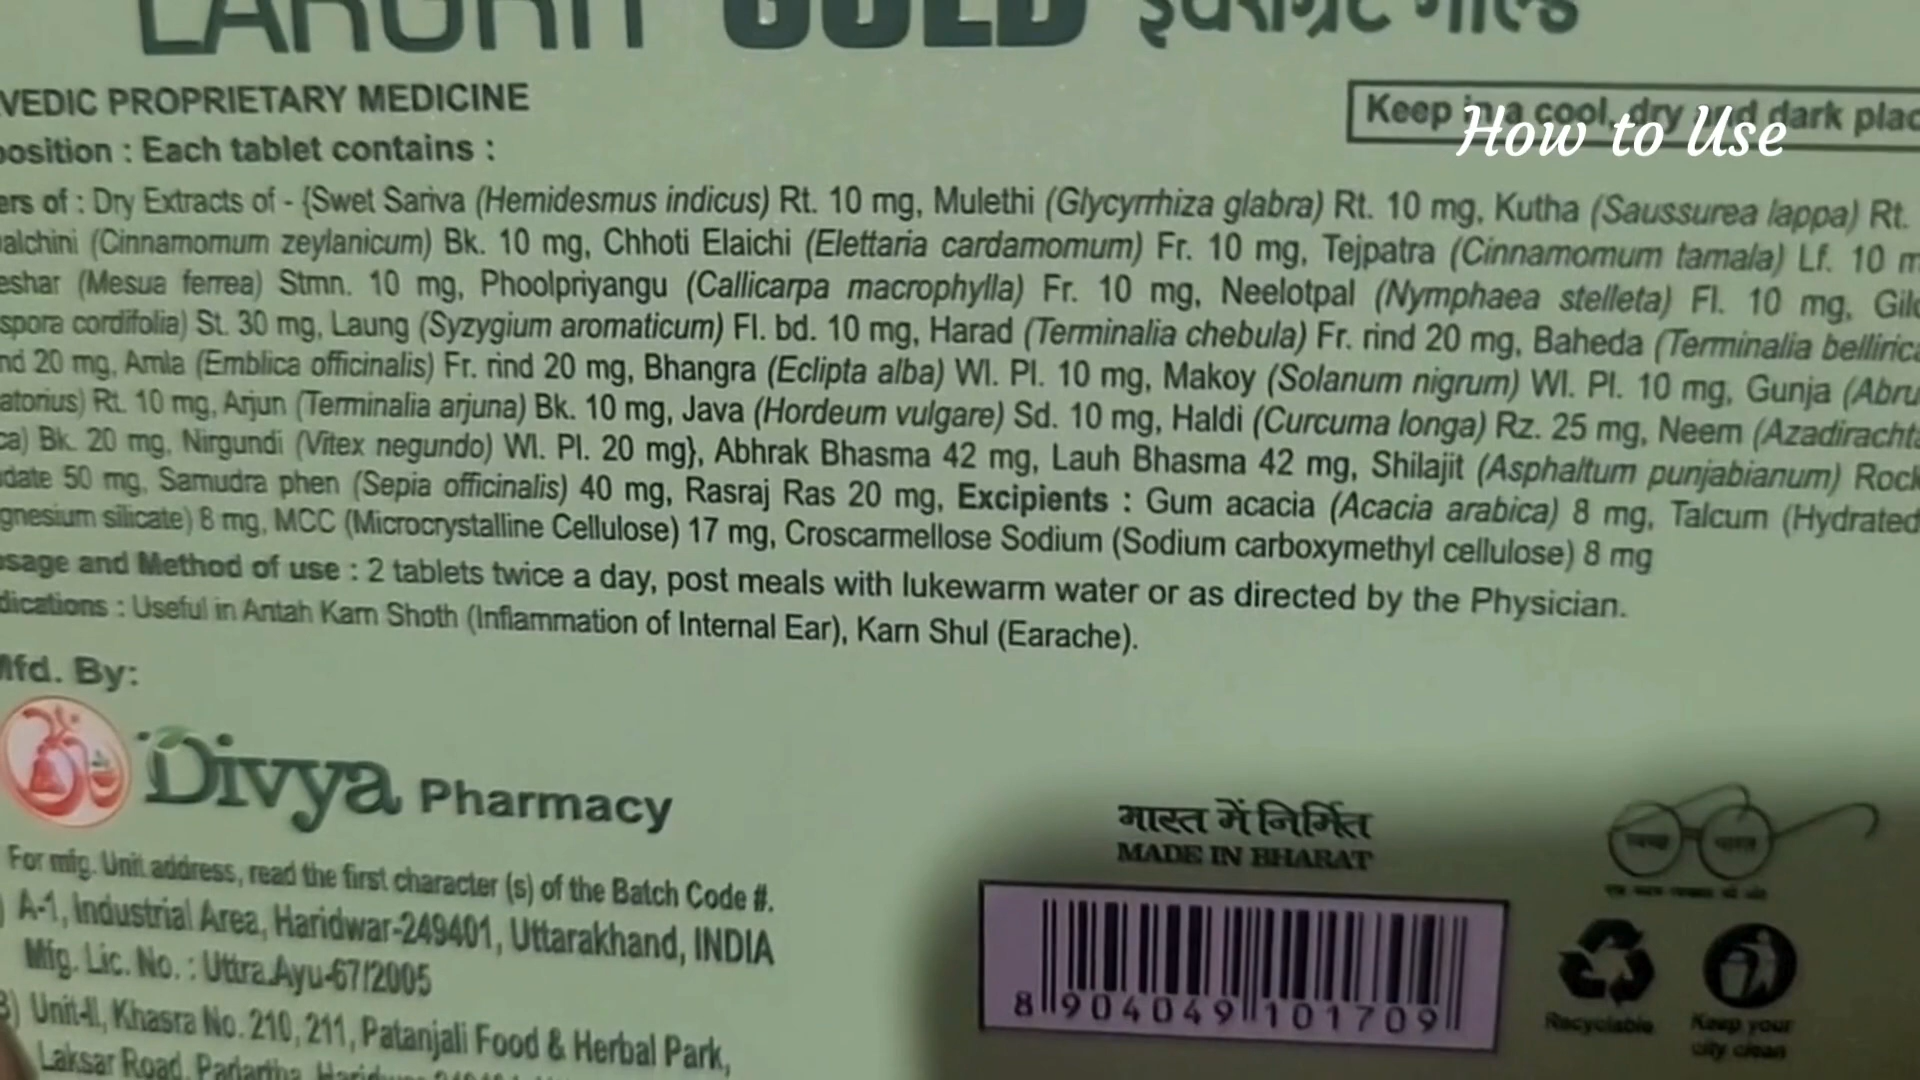 EARGRIT GOLD इयरग्रिट गोल्ड
VEDIC PROPRIETARY MEDICINE
Keep in a cool, dry and dark plac
How to Use
position : Each tablet contains :
ers of : Dry Extracts of - {Swet Sariva (Hemidesmus indicus) Rt. 10 mg, Mulethi (Glycyrrhiza glabra) Rt. 10 mg, Kutha (Saussurea lappa) Rt.
alchini (Cinnamomum zeylanicum) Bk. 10 mg, Chhoti Elaichi (Elettaria cardamomum) Fr. 10 mg, Tejpatra (Cinnamomum tamala) Lf. 10 m
eshar (Mesua ferrea) Stmn. 10 mg, Phoolpriyangu (Callicarpa macrophylla) Fr. 10 mg, Neelotpal (Nymphaea stelleta) Fl. 10 mg, Gilo
spora cordifolia) St. 30 mg, Laung (Syzygium aromaticum) Fl. bd. 10 mg, Harad (Terminalia chebula) Fr. rind 20 mg, Baheda (Terminalia bellirica
nd 20 mg, Amla (Emblica officinalis) Fr. rind 20 mg, Bhangra (Eclipta alba) Wl. Pl. 10 mg, Makoy (Solanum nigrum) Wl. Pl. 10 mg, Gunja (Abru
atorius) Rt. 10 mg, Arjun (Terminalia arjuna) Bk. 10 mg, Java (Hordeum vulgare) Sd. 10 mg, Haldi (Curcuma longa) Rz. 25 mg, Neem (Azadirachta
ca) Bk. 20 mg, Nirgundi (Vitex negundo) Wl. Pl. 20 mg}, Abhrak Bhasma 42 mg, Lauh Bhasma 42 mg, Shilajit (Asphaltum punjabianum) Rock
udate 50 mg, Samudra phen (Sepia officinalis) 40 mg, Rasraj Ras 20 mg, Excipients : Gum acacia (Acacia arabica) 8 mg, Talcum (Hydrated
gnesium silicate) 8 mg, MCC (Microcrystalline Cellulose) 17 mg, Croscarmellose Sodium (Sodium carboxymethyl cellulose) 8 mg
sage and Method of use : 2 tablets twice a day, post meals with lukewarm water or as directed by the Physician.
dications : Useful in Antah Karn Shoth (Inflammation of Internal Ear), Karn Shul (Earache).
Mfd. By:
Divya Pharmacy
For mfg. Unit address, read the first character (s) of the Batch Code #.
) A-1, Industrial Area, Haridwar-249401, Uttarakhand, INDIA
Mfg. Lic. No. : Uttra.Ayu-67/2005
B) Unit-II, Khasra No. 210, 211, Patanjali Food & Herbal Park,
Laksar Road, Padartha,
भारत में निर्मित
MADE IN BHARAT
8 904049 101709
Recyclable
Keep your
city clean